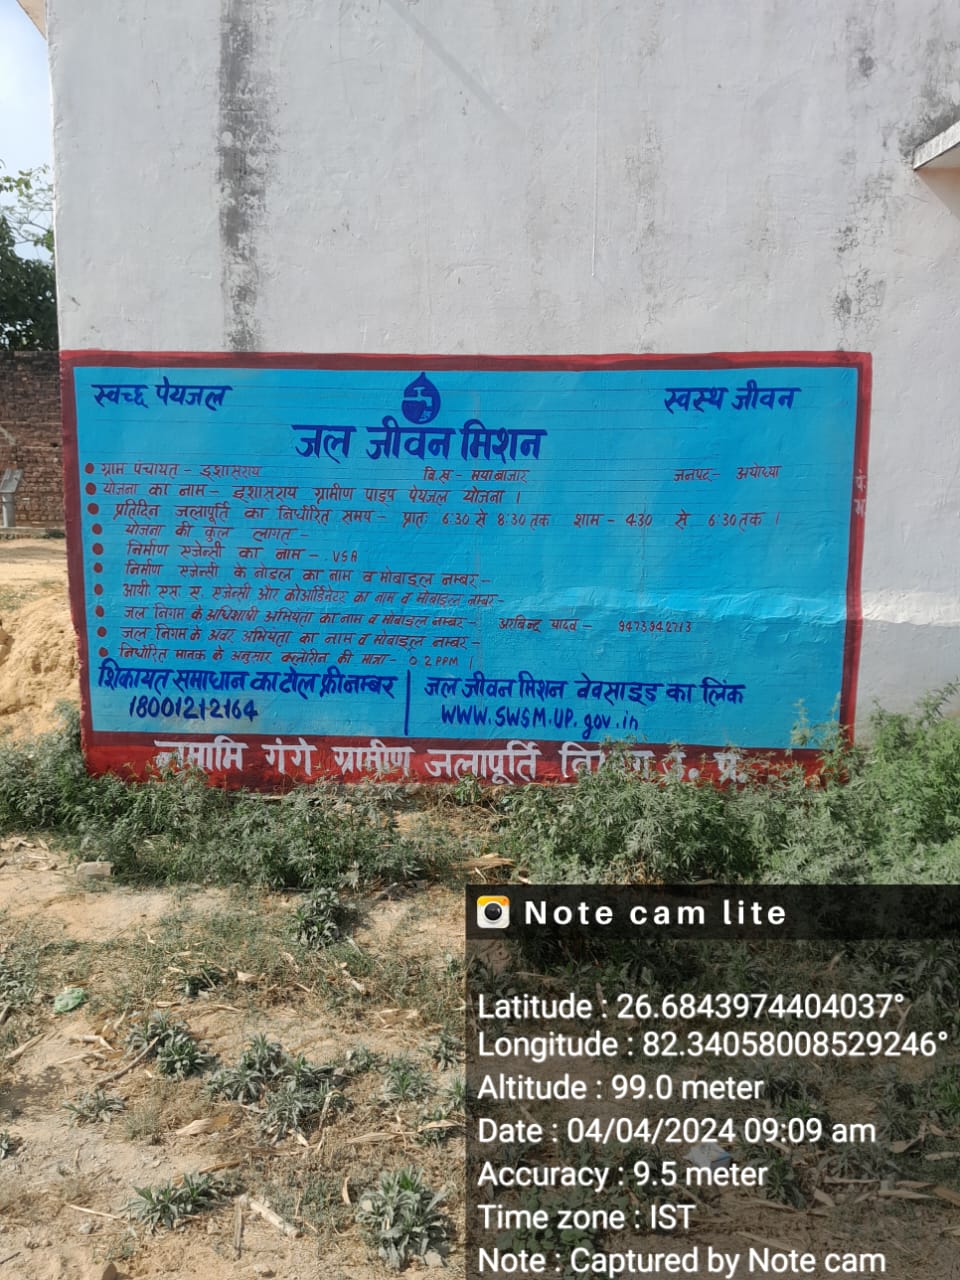 स्वच्छ पेयजल स्वस्थ जीवन
जल जीवन मिशन
ग्राम पंचायत - इशासराय वि.ख - मयाबाजार जनपद - अयोध्या
योजना का नाम - इशासराय ग्रामीण पाइप पेयजल योजना ।
प्रतिदिन जलापूर्ति का निर्धारित समय - प्रातः 6:30 से 8:30 तक शाम - 4:30 से 6:30 तक ।
योजना की कुल लागत -
निर्माण एजेन्सी का नाम - VSA
निर्माण एजेन्सी के नोडल का नाम व मोबाइल नम्बर -
आयी. एस. ए. एजेन्सी और कोआर्डिनेटर का नाम व मोबाइल नम्बर -
जल निगम के अधिशाषी अभियंता का नाम व मोबाइल नम्बर - अरबिन्द यादव - 9473942713
जल निगम के अवर अभियंता का नाम व मोबाइल नम्बर -
निर्धारित मानक के अनुसार क्लोरीन की मात्रा - 0.2 PPM ।
शिकायत समाधान का टोल फ्री नम्बर
18001212164
जल जीवन मिशन वेवसाइड का लिंक
WWW.SWSM.UP.gov.in
नमामि गंगे ग्रामीण जलापूर्ति उ. प्र.
Note cam lite
Latitude : 26.6843974404037°
Longitude : 82.34058008529246°
Altitude : 99.0 meter
Date : 04/04/2024 09:09 am
Accuracy : 9.5 meter
Time zone : IST
Note : Captured by Note cam